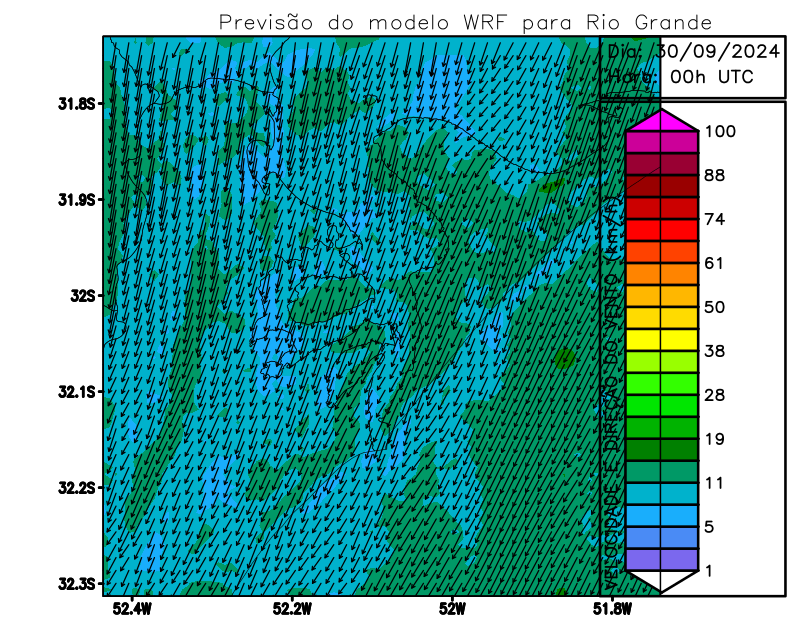 Previsão do modelo WRF para Rio Grande
Dia: 30/09/2024
Hora: 00h UTC
31.8S
31.9S
32S
32.1S
32.2S
32.3S
52.4W
52.2W
52W
51.8W
VELOCIDADE E DIREÇÃO DO VENTO (km/h)
100
88
74
61
50
38
28
19
11
5
1